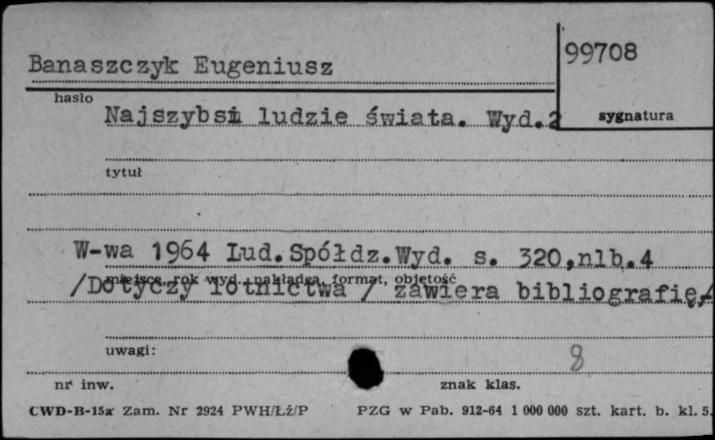 Banaszczyk Eugeniusz
99708
hasło
Najszybsi ludzie świata. Wyd.2
sygnatura
tytuł
W-wa 1964 Lud.Spółdz.Wyd. s. 320,nlb.4
miejsce, rok wyd., nakładca, format, objętość
/Dotyczy lotnictwa / zawiera bibliografię/
uwagi:
8
nr inw.
znak klas.
CWD-B-15a Zam. Nr 2924 PWH/Łź/P PZG w Pab. 912-64 1 000 000 szt. kart. b. kl. 5.